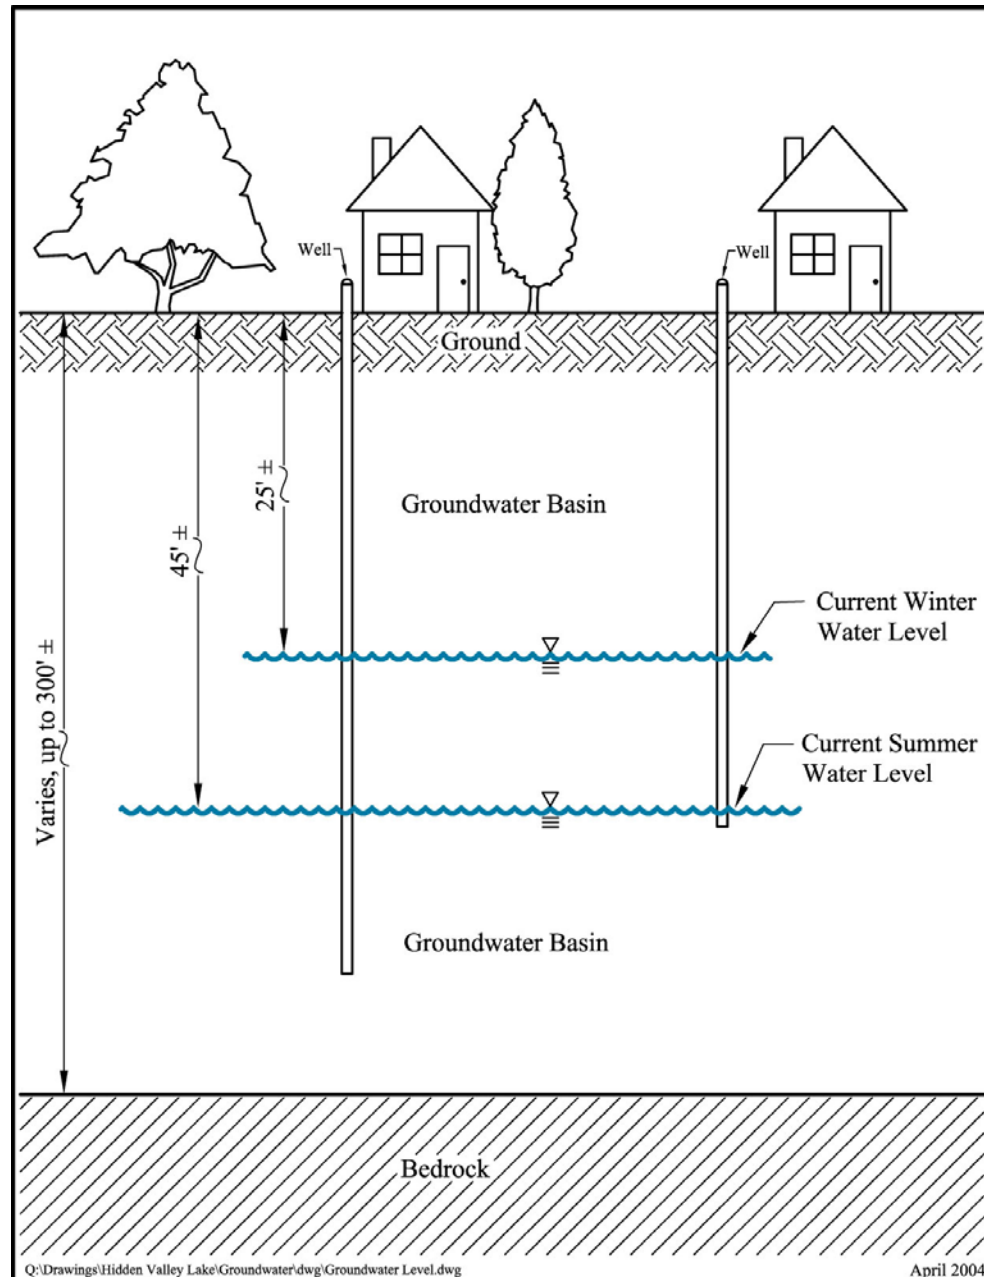 Well
Well
Ground
25' ±
Groundwater Basin
45' ±
Current Winter
Water Level
Varies, up to 300' ±
Current Summer
Water Level
Groundwater Basin
Bedrock
Q:\Drawings\Hidden Valley Lake\Groundwater\dwg\Groundwater Level.dwg
April 2004